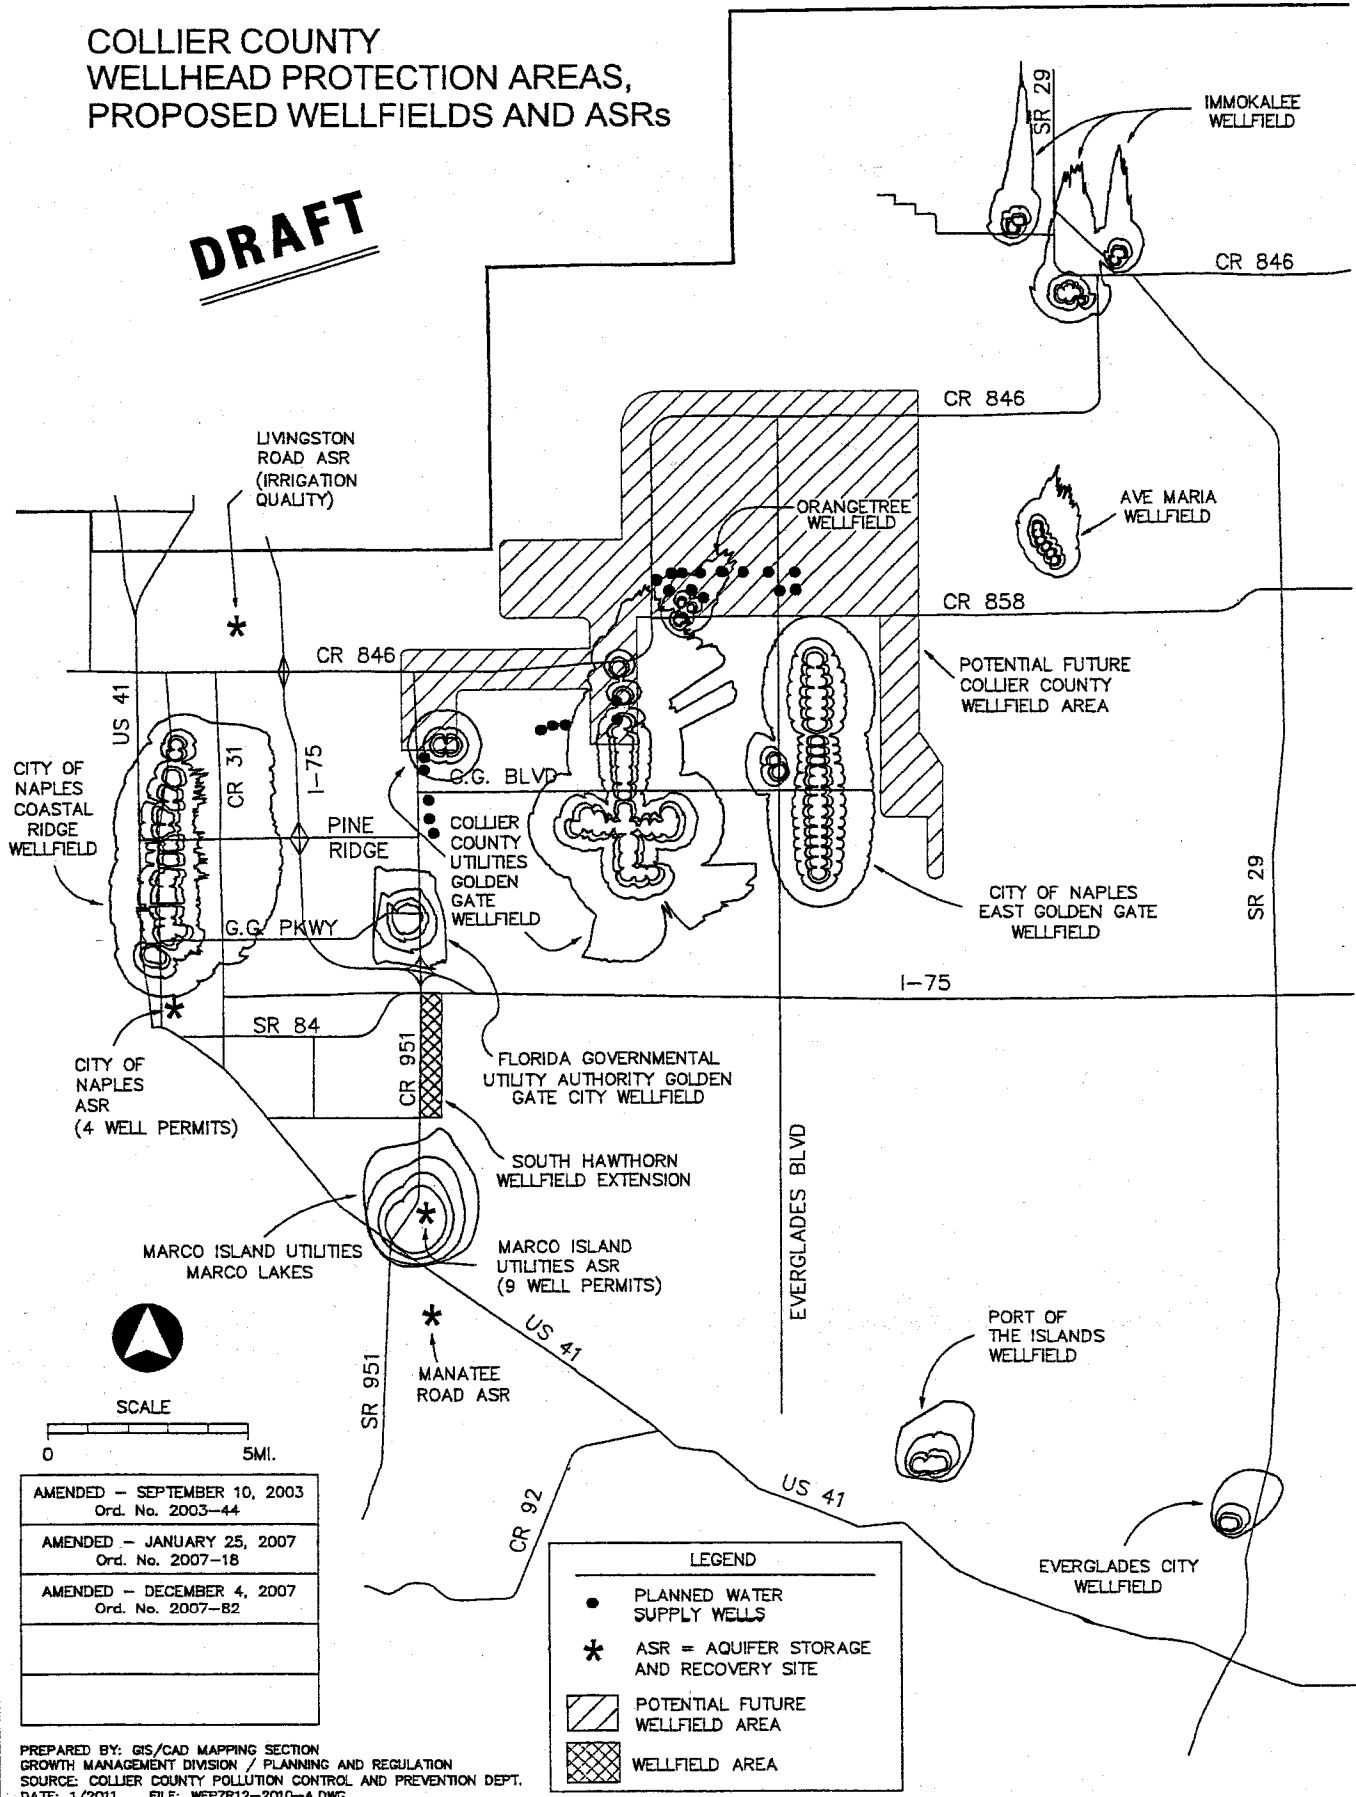 COLLIER COUNTY
WELLHEAD PROTECTION AREAS,
PROPOSED WELLFIELDS AND ASRs
DRAFT
SR 29
IMMOKALEE
WELLFIELD
CR 846
CR 846
LIVINGSTON
ROAD ASR
(IRRIGATION
QUALITY)
ORANGETREE
WELLFIELD
AVE MARIA
WELLFIELD
CR 858
CR 846
POTENTIAL FUTURE
COLLIER COUNTY
WELLFIELD AREA
US 41
CR 31
I-75
CITY OF
NAPLES
COASTAL
RIDGE
WELLFIELD
G.G. BLVD
PINE
RIDGE
COLLIER
COUNTY
UTILITIES
GOLDEN
GATE
WELLFIELD
CITY OF NAPLES
EAST GOLDEN GATE
WELLFIELD
SR 29
G.G. PKWY
I-75
SR 84
CR 951
FLORIDA GOVERNMENTAL
UTILITY AUTHORITY GOLDEN
GATE CITY WELLFIELD
CITY OF
NAPLES
ASR
(4 WELL PERMITS)
SOUTH HAWTHORN
WELLFIELD EXTENSION
EVERGLADES BLVD
MARCO ISLAND UTILITIES
MARCO LAKES
MARCO ISLAND
UTILITIES ASR
(9 WELL PERMITS)
US 41
PORT OF
THE ISLANDS
WELLFIELD
MANATEE
ROAD ASR
SR 951
SCALE
0 5MI.
US 41
CR 92
EVERGLADES CITY
WELLFIELD
AMENDED - SEPTEMBER 10, 2003
Ord. No. 2003-44
AMENDED - JANUARY 25, 2007
Ord. No. 2007-18
AMENDED - DECEMBER 4, 2007
Ord. No. 2007-82
LEGEND
PLANNED WATER
SUPPLY WELLS
ASR = AQUIFER STORAGE
AND RECOVERY SITE
POTENTIAL FUTURE
WELLFIELD AREA
WELLFIELD AREA
PREPARED BY: GIS/CAD MAPPING SECTION
GROWTH MANAGEMENT DIVISION / PLANNING AND REGULATION
SOURCE: COLLIER COUNTY POLLUTION CONTROL AND PREVENTION DEPT.
DATE: 1/2011 FILE: